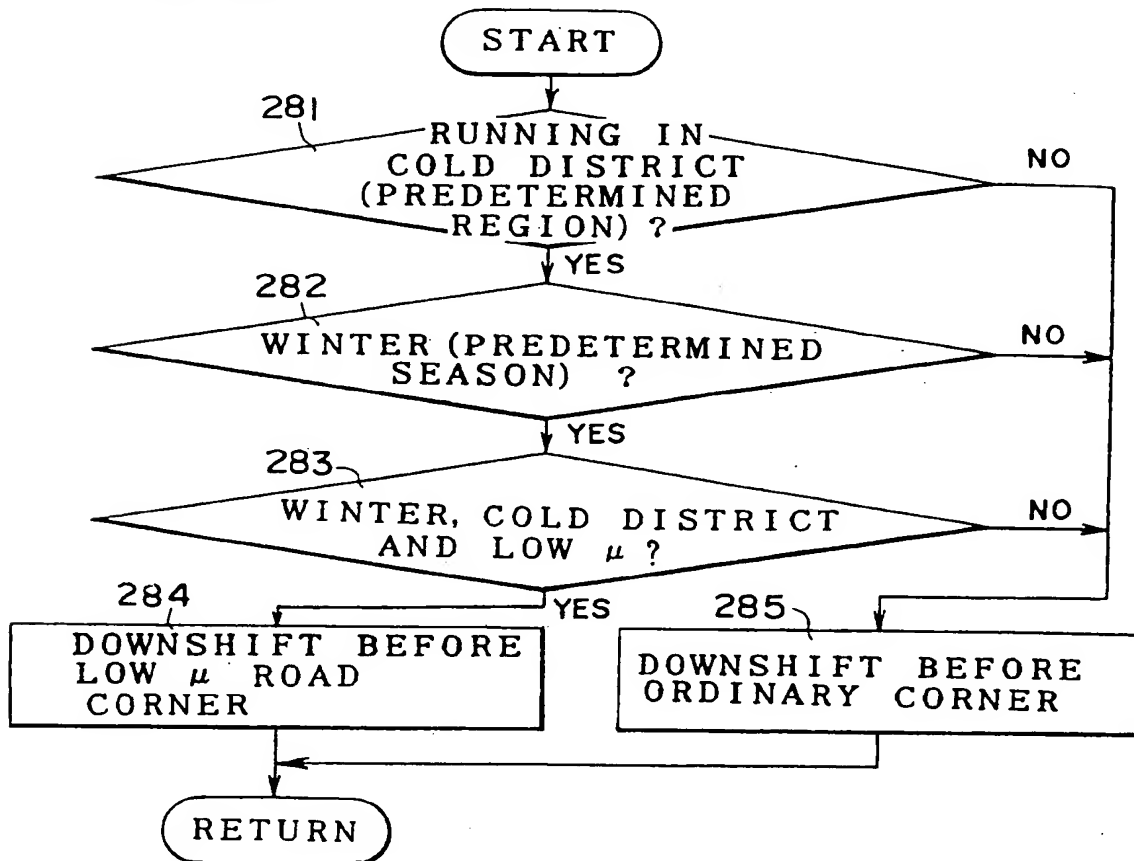 START
281
RUNNING IN
COLD DISTRICT
(PREDETERMINED
REGION) ?
NO
YES
282
WINTER (PREDETERMINED
SEASON) ?
NO
YES
283
WINTER, COLD DISTRICT
AND LOW μ ?
NO
YES
284
DOWNSHIFT BEFORE
LOW μ ROAD
CORNER
285
DOWNSHIFT BEFORE
ORDINARY CORNER
RETURN